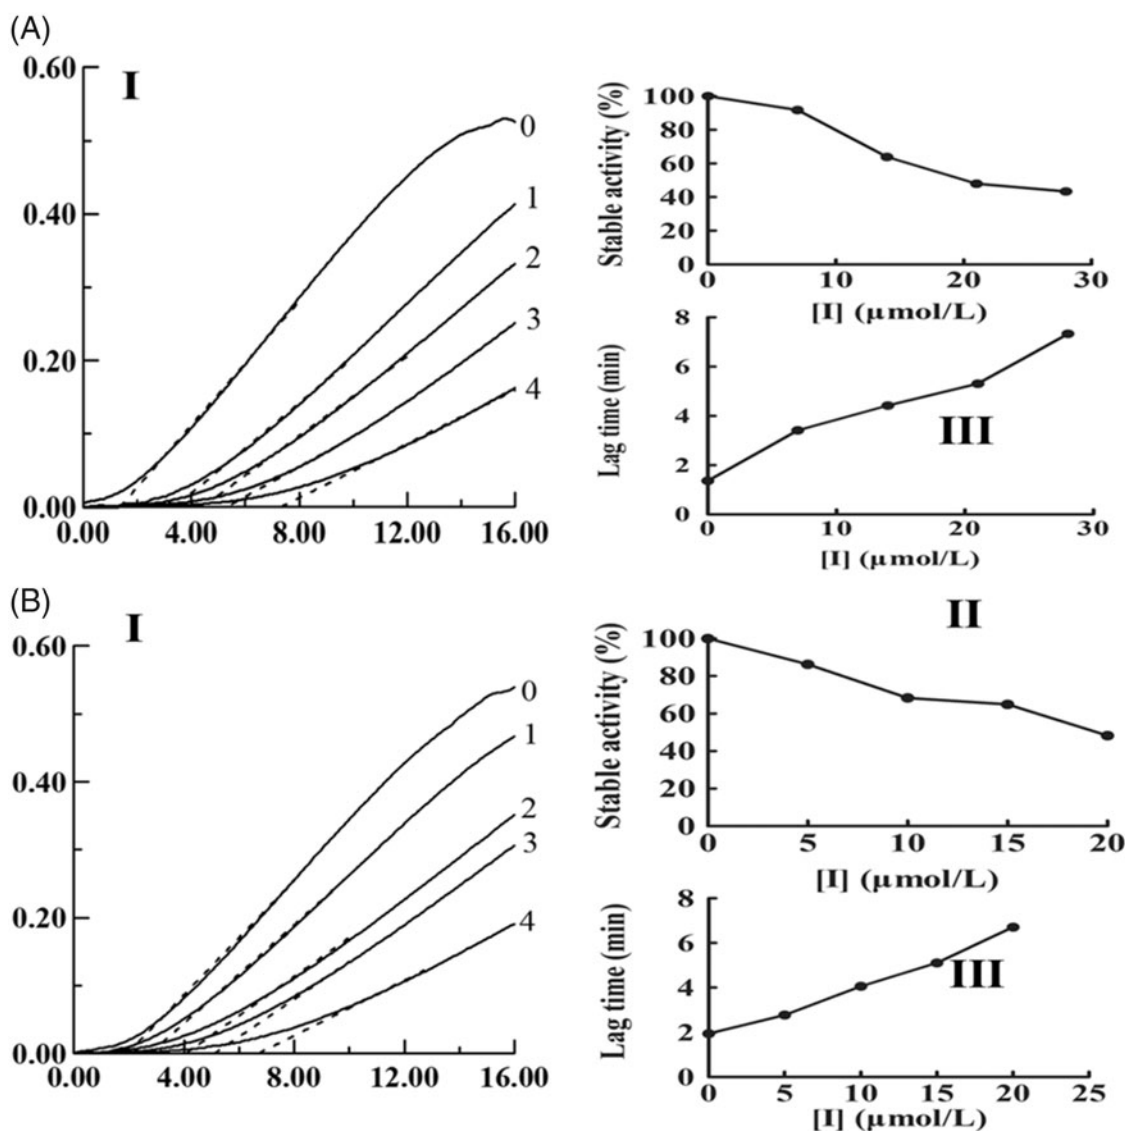 (A)
I
0.60
0.40
0.20
0.00
0.00 4.00 8.00 12.00 16.00
0
1
2
3
4
Stable activity (%)
100
80
60
40
20
0
0 10 20 30
[I] (μmol/L)
Lag time (min)
8
6
4
2
0
III
0 10 20 30
[I] (μmol/L)
(B)
I
0.60
0.40
0.20
0.00
0.00 4.00 8.00 12.00 16.00
0
1
2
3
4
II
Stable activity (%)
100
80
60
40
20
0
0 5 10 15 20
[I] (μmol/L)
Lag time (min)
8
6
4
2
0
III
0 5 10 15 20 25
[I] (μmol/L)